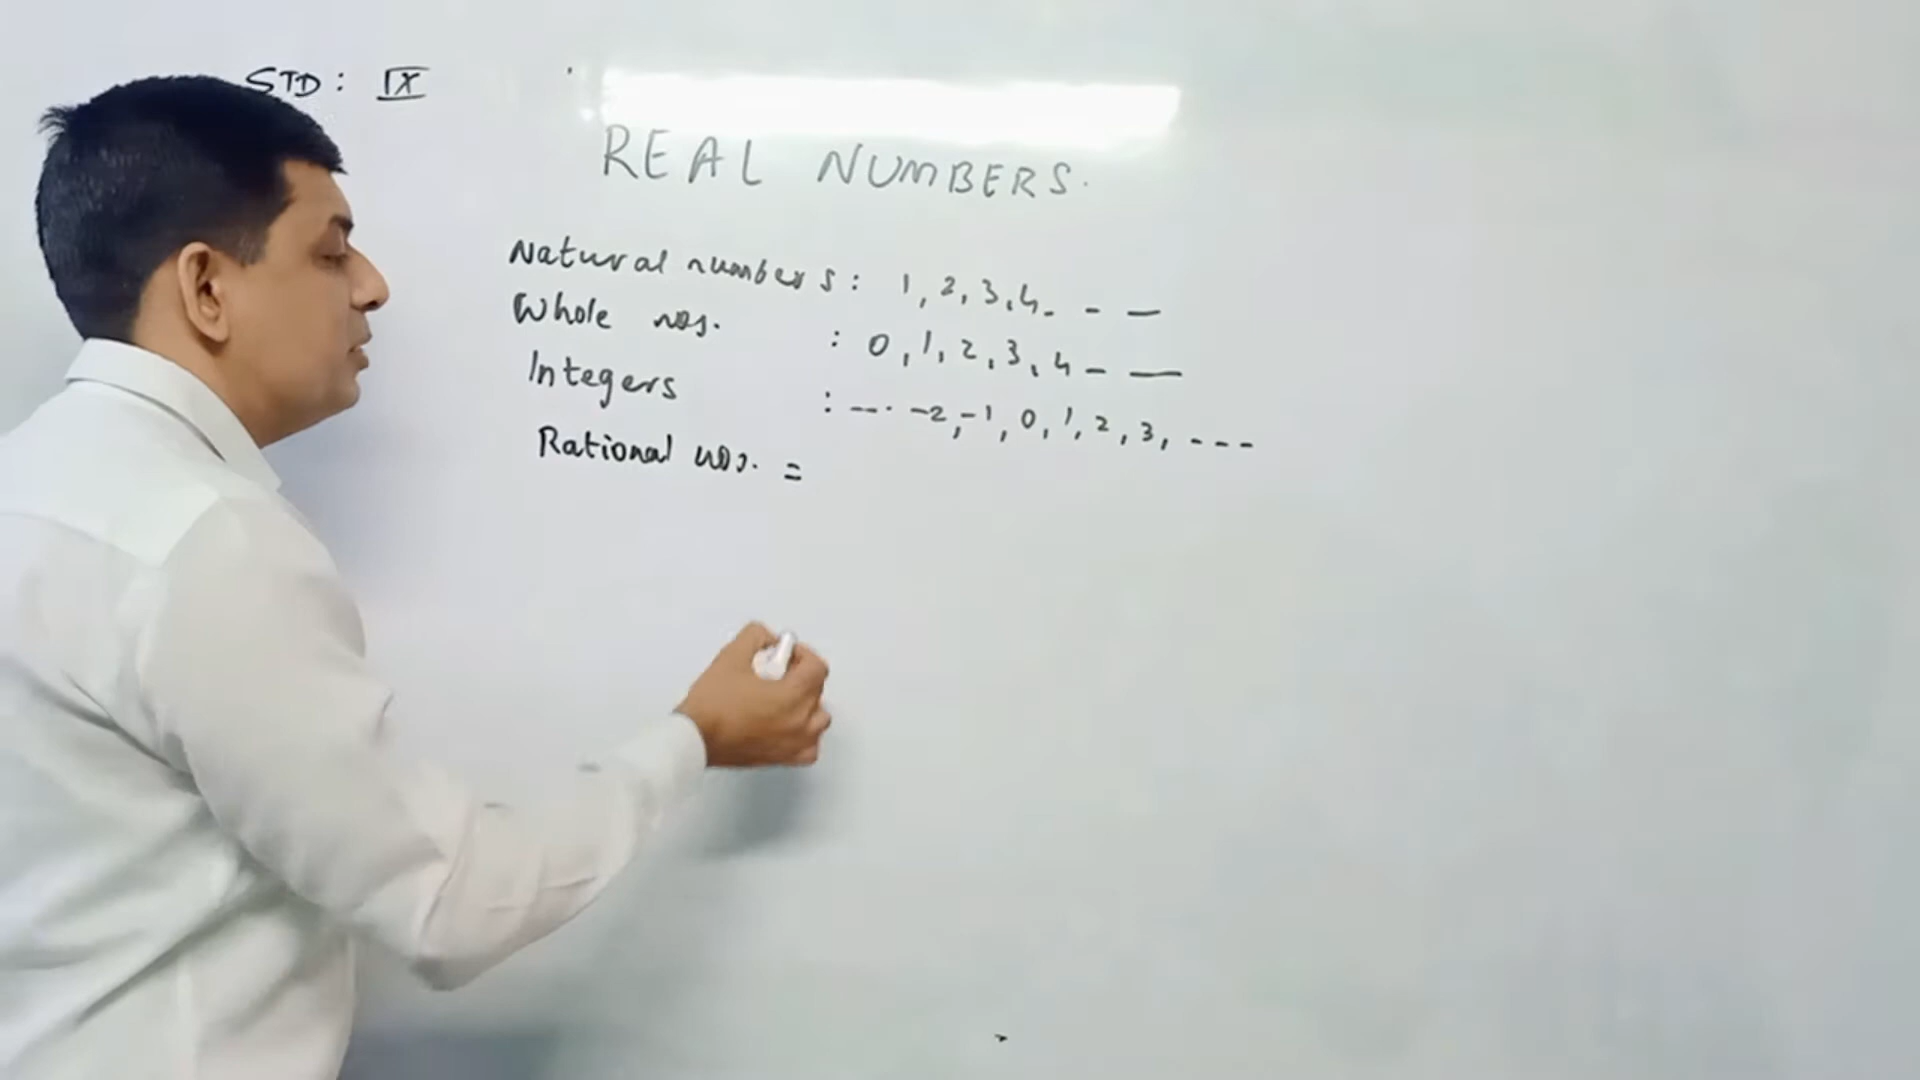 STD: IX
REAL NUMBERS.
Natural numbers: 1, 2, 3, 4. - —
Whole nos. : 0, 1, 2, 3, 4 - —
Integers : --. -2, -1, 0, 1, 2, 3, ---
Rational nos. =